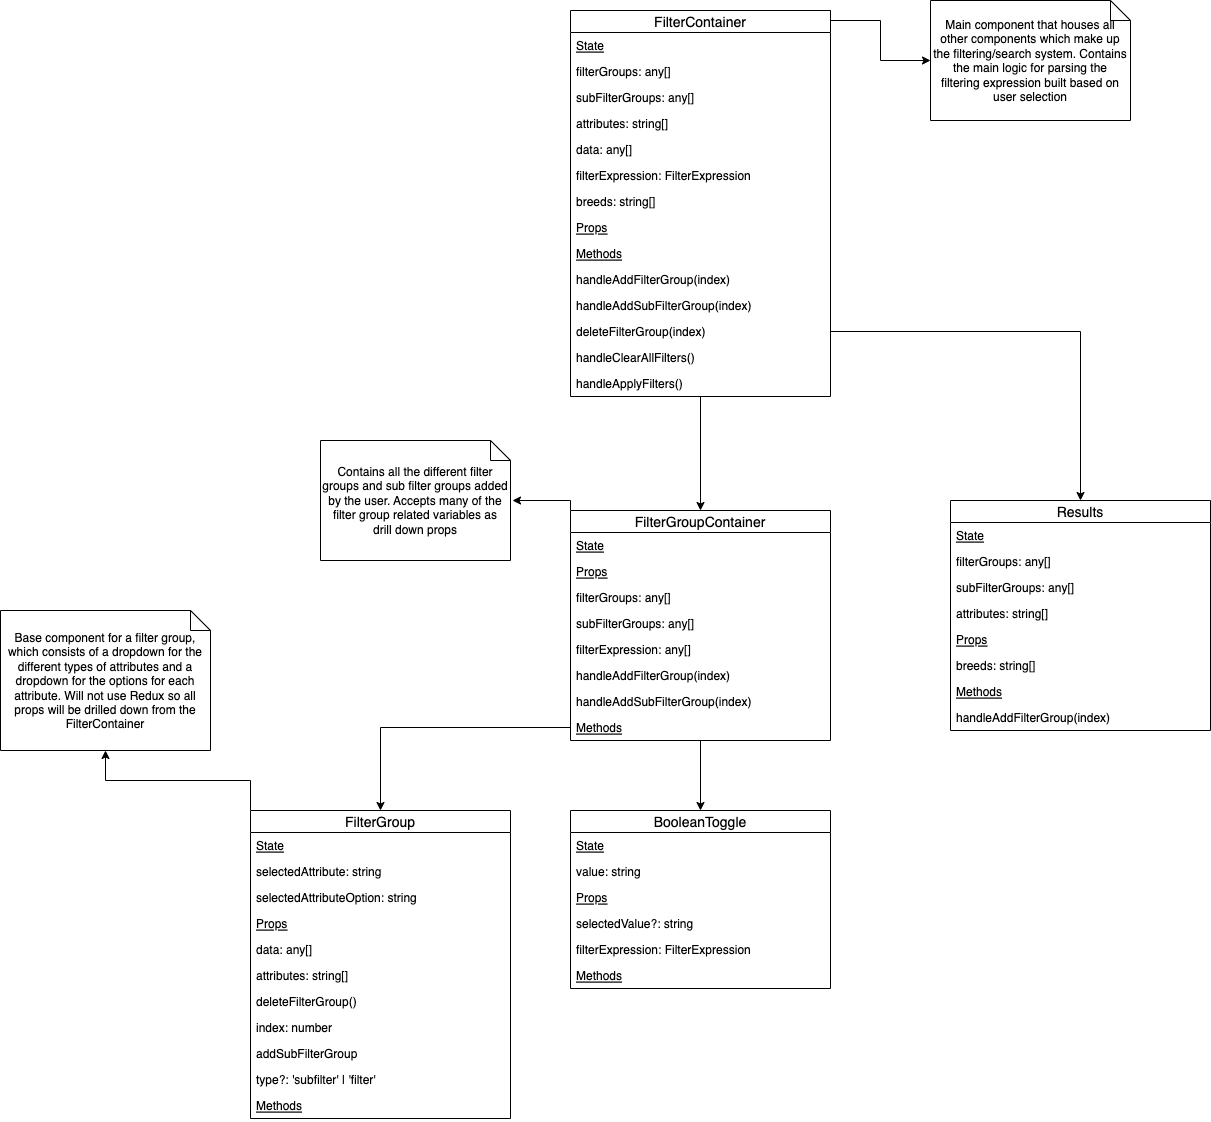 FilterContainer
State
filterGroups: any[]
subFilterGroups: any[]
attributes: string[]
data: any[]
filterExpression: FilterExpression
breeds: string[]
Props
Methods
handleAddFilterGroup(index)
handleAddSubFilterGroup(index)
deleteFilterGroup(index)
handleClearAllFilters()
handleApplyFilters()
Main component that houses all
other components which make up
the filtering/search system. Contains
the main logic for parsing the
filtering expression built based on
user selection
Contains all the different filter
groups and sub filter groups added
by the user. Accepts many of the
filter group related variables as
drill down props
FilterGroupContainer
State
Props
filterGroups: any[]
subFilterGroups: any[]
filterExpression: any[]
handleAddFilterGroup(index)
handleAddSubFilterGroup(index)
Methods
Results
State
filterGroups: any[]
subFilterGroups: any[]
attributes: string[]
Props
breeds: string[]
Methods
handleAddFilterGroup(index)
Base component for a filter group,
which consists of a dropdown for the
different types of attributes and a
dropdown for the options for each
attribute. Will not use Redux so all
props will be drilled down from the
FilterContainer
FilterGroup
State
selectedAttribute: string
selectedAttributeOption: string
Props
data: any[]
attributes: string[]
deleteFilterGroup()
index: number
addSubFilterGroup
type?: 'subfilter' | 'filter'
Methods
BooleanToggle
State
value: string
Props
selectedValue?: string
filterExpression: FilterExpression
Methods